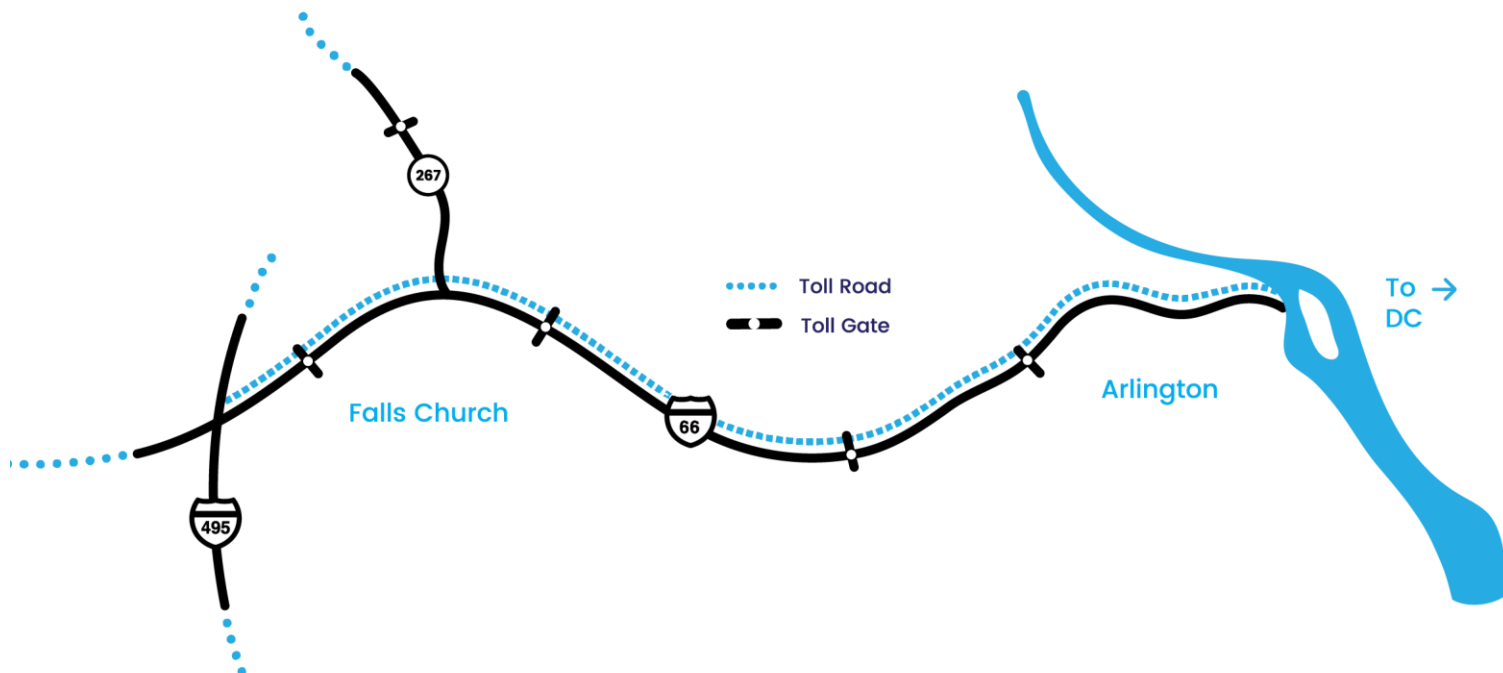 267
Toll Road
Toll Gate
To →
DC
Arlington
Falls Church
66
495